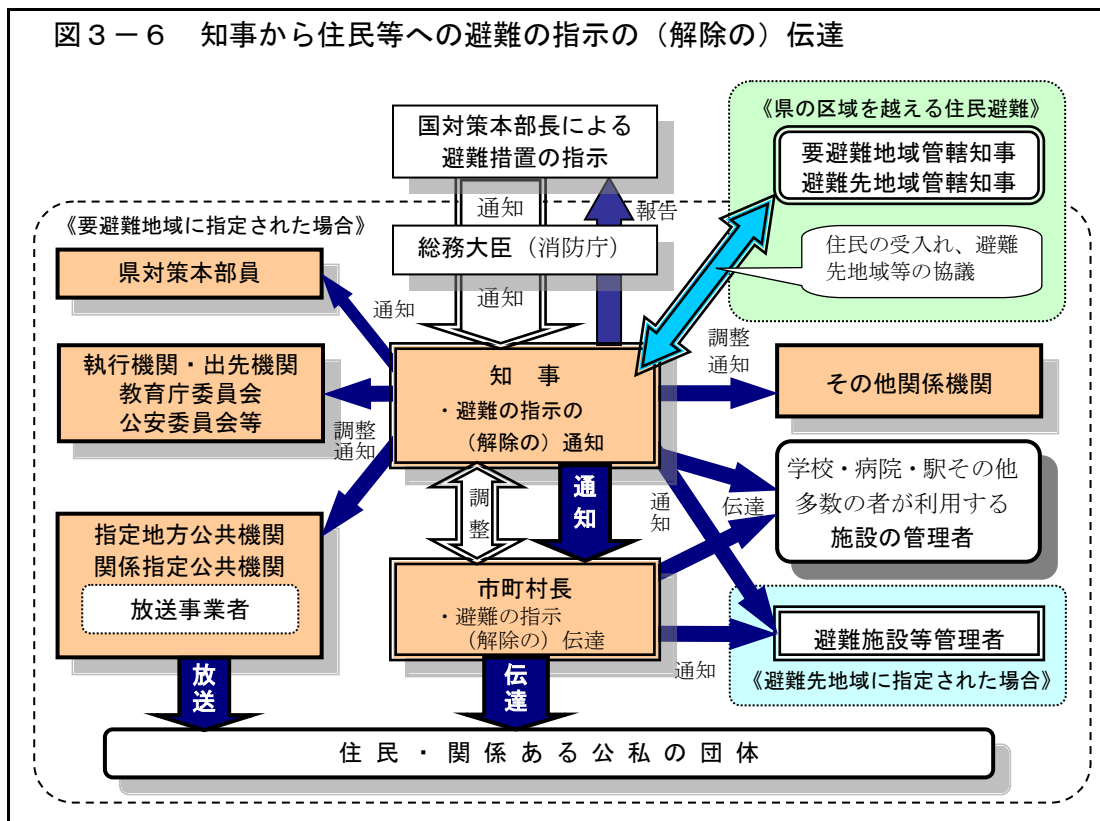 図3-6 知事から住民等への避難の指示の(解除の)伝達
国対策本部長による
避難措置の指示
《県の区域を越える住民避難》
要避難地域管轄知事
避難先地域管轄知事
住民の受入れ、避難
先地域等の協議
《要避難地域に指定された場合》
通知
報告
総務大臣(消防庁)
通知
県対策本部員
通知
執行機関・出先機関
教育庁委員会
公安委員会等
知 事
・避難の指示の
(解除の)通知
調整
通知
その他関係機関
調整
通知
調整
通知
通知
伝達
学校・病院・駅その他
多数の者が利用する
施設の管理者
指定地方公共機関
関係指定公共機関
放送事業者
市町村長
・避難の指示
(解除の)伝達
通知
避難施設等管理者
《避難先地域に指定された場合》
放送
伝達
住 民 ・ 関 係 あ る 公 私 の 団 体